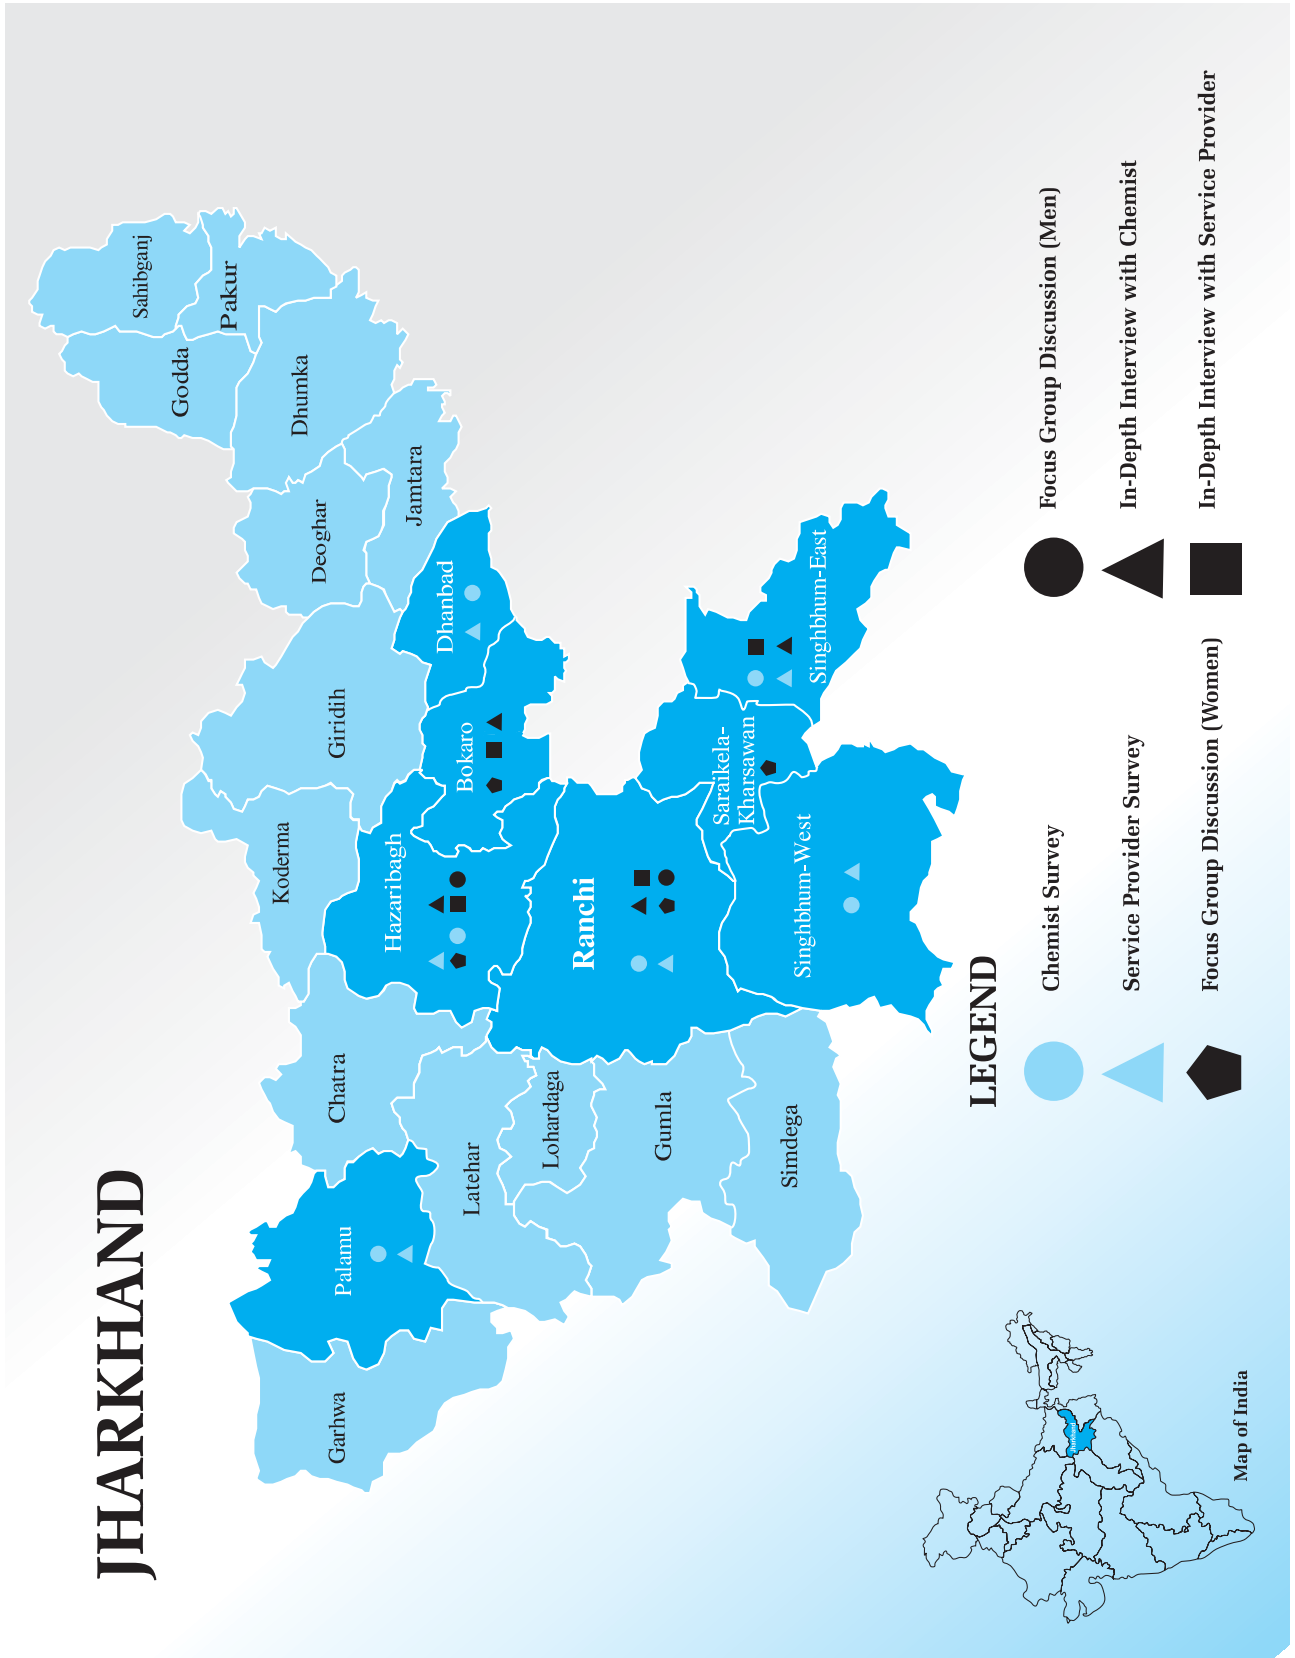 JHARKHAND
Sahibganj
Pakur
Godda
Dhumka
Deoghar
Jamtara
Dhanbad
Giridih
Bokaro
Koderma
Hazaribagh
Chatra
Palamu
Garhwa
Latehar
Lohardaga
Ranchi
Gumla
Simdega
Singhbhum-West
Saraikela-
Kharsawan
Singhbhum-East
LEGEND
Chemist Survey
Service Provider Survey
Focus Group Discussion (Women)
Focus Group Discussion (Men)
In-Depth Interview with Chemist
In-Depth Interview with Service Provider
Jharkhand
Map of India